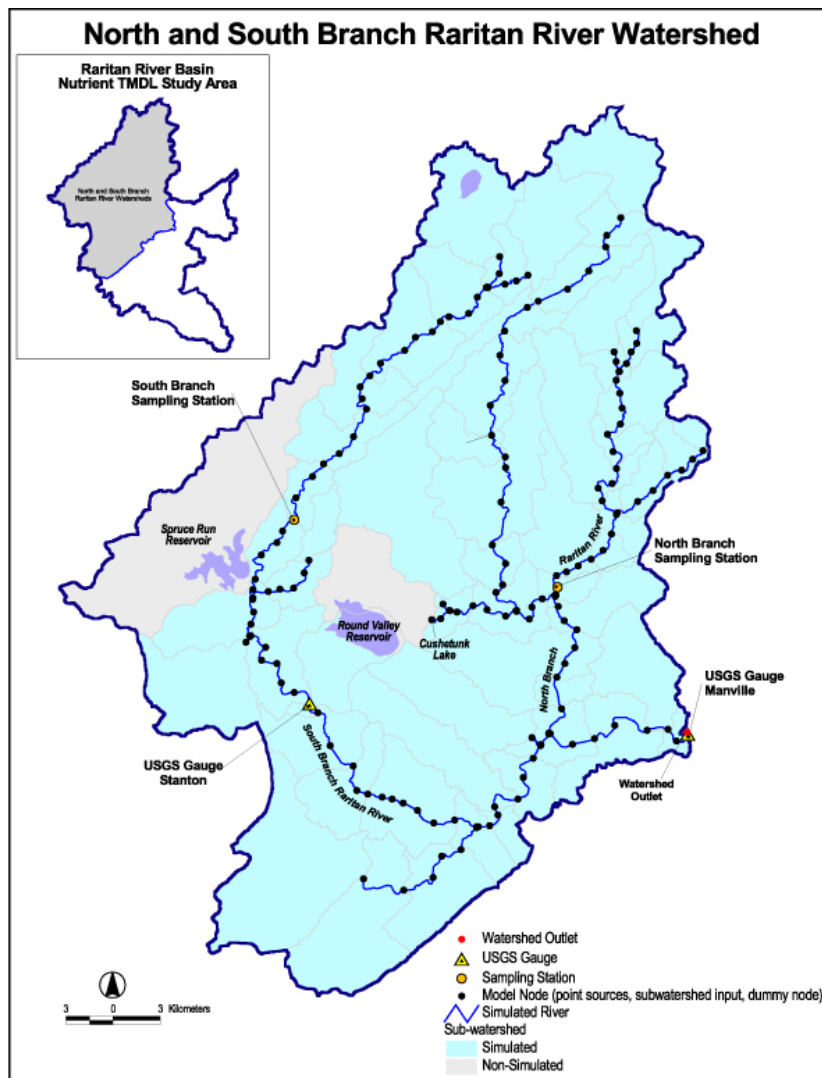 North and South Branch Raritan River Watershed
Raritan River Basin
Nutrient TMDL Study Area
North and South Branch
Raritan River Watersheds
South Branch
Sampling Station
Spruce Run
Reservoir
Raritan River
North Branch
Sampling Station
Round Valley
Reservoir
Cushetunk
Lake
North Branch
USGS Gauge
Manville
USGS Gauge
Stanton
South Branch Raritan River
Watershed
Outlet
Watershed Outlet
USGS Gauge
Sampling Station
Model Node (point sources, subwatershed input, dummy node)
Simulated River
Sub-watershed
Simulated
Non-Simulated
3 0 3 Kilometers